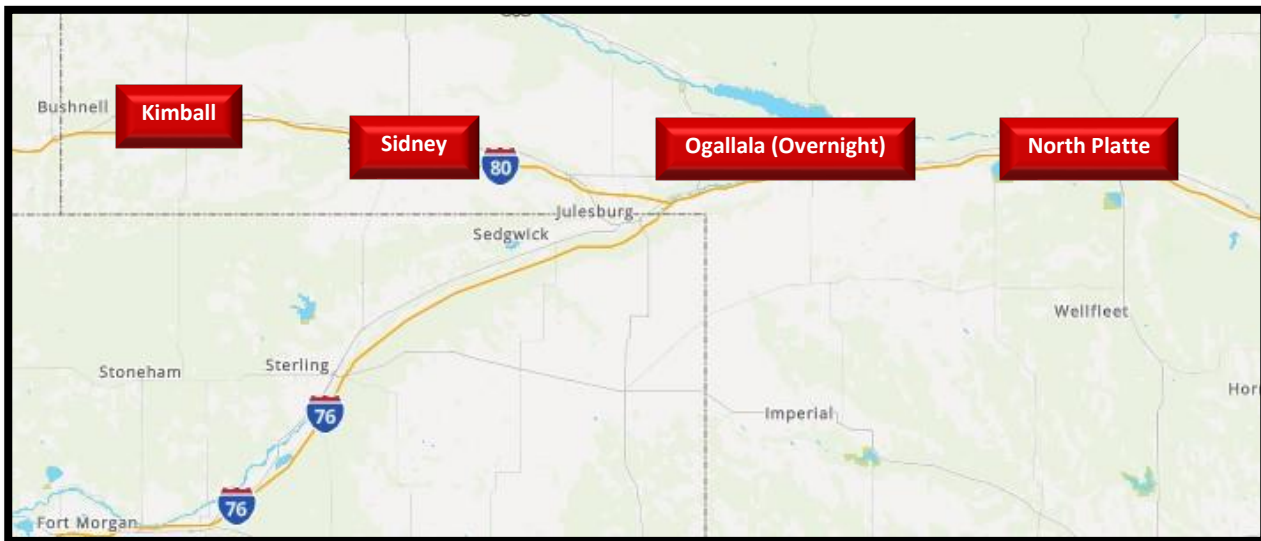 Bushnell
Kimball
Sidney
80
Ogallala (Overnight)
North Platte
Julesburg
Sedgwick
Wellfleet
Stoneham
Sterling
76
Imperial
76
Fort Morgan